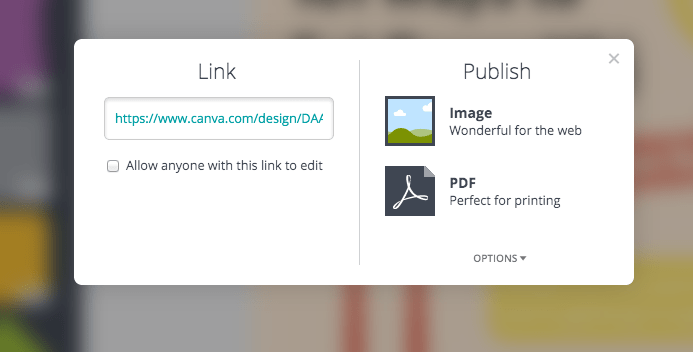 Link
https://www.canva.com/design/DAA
Allow anyone with this link to edit
Publish
Image
Wonderful for the web
PDF
Perfect for printing
OPTIONS